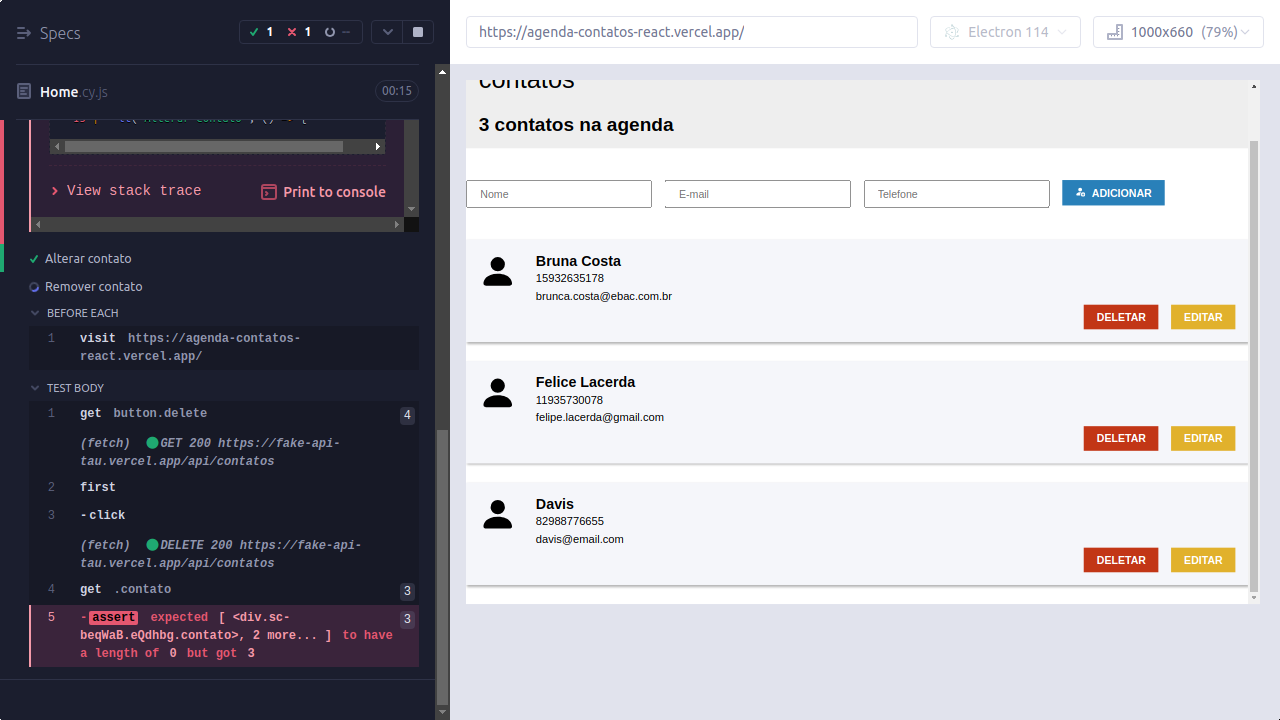 Specs
1
1
--
Home.cy.js
00:15
View stack trace
Print to console
Alterar contato
Remover contato
BEFORE EACH
1 visit https://agenda-contatos-
react.vercel.app/
TEST BODY
1 get button.delete 4
(fetch) GET 200 https://fake-api-
tau.vercel.app/api/contatos
2 first
3 -click
(fetch) DELETE 200 https://fake-api-
tau.vercel.app/api/contatos
4 get .contato 3
5 -assert expected [ <div.sc- 3
beqWaB.eQdhbg.contato>, 2 more... ] to have
a length of 0 but got 3
https://agenda-contatos-react.vercel.app/
Electron 114
1000x660 (79%)
contatos
3 contatos na agenda
Nome
E-mail
Telefone
ADICIONAR
Bruna Costa
15932635178
brunca.costa@ebac.com.br
DELETAR
EDITAR
Felice Lacerda
11935730078
felipe.lacerda@gmail.com
DELETAR
EDITAR
Davis
82988776655
davis@email.com
DELETAR
EDITAR